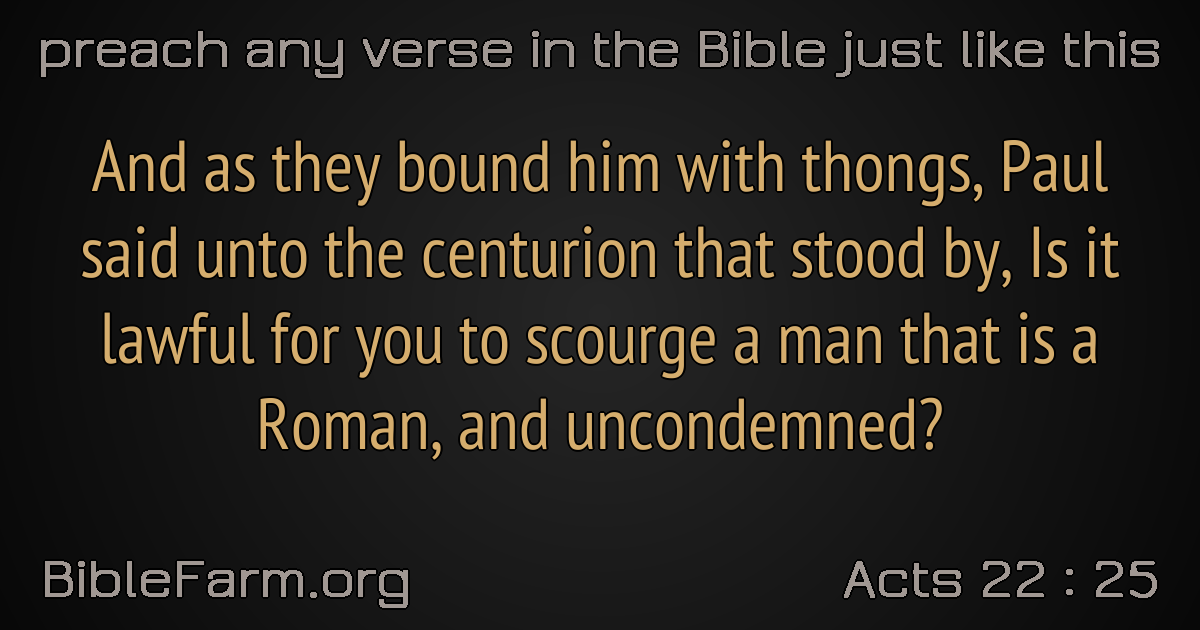 preach any verse in the Bible just like this
And as they bound him with thongs, Paul
said unto the centurion that stood by, Is it
lawful for you to scourge a man that is a
Roman, and uncondemned?
BibleFarm.org
Acts 22 : 25